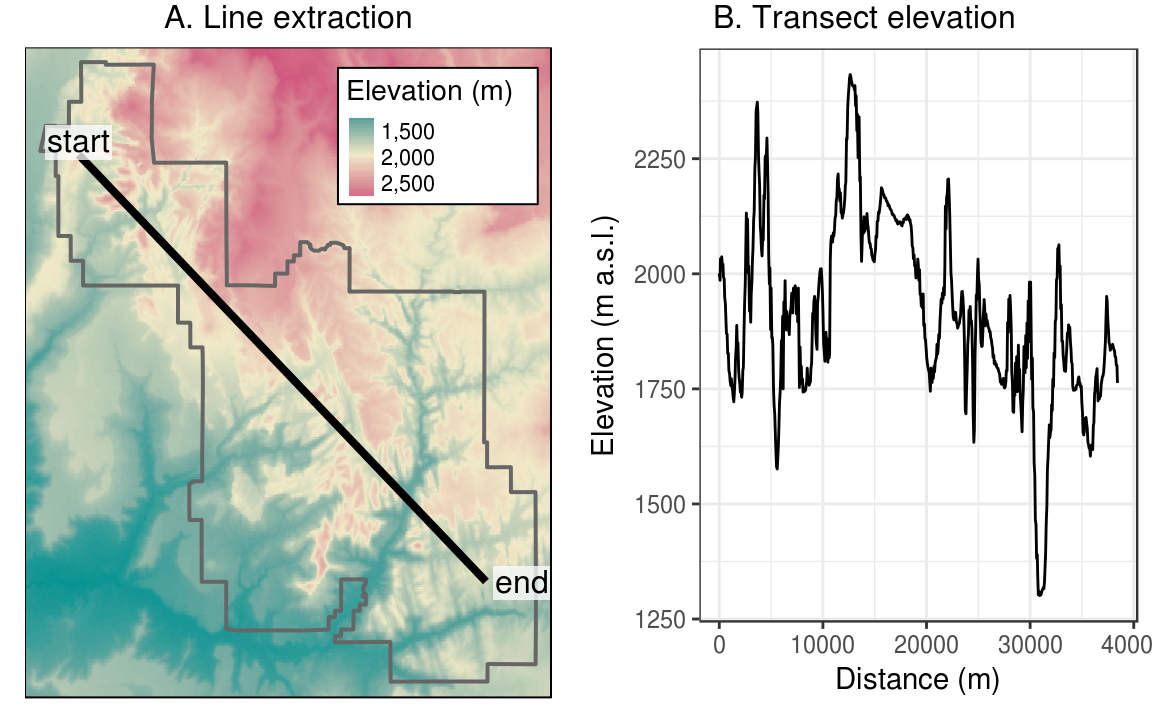 A. Line extraction
Elevation (m)
1,500
2,000
2,500
start
end
B. Transect elevation
Elevation (m a.s.l.)
2250
2000
1750
1500
1250
0
10000
20000
30000
4000
Distance (m)